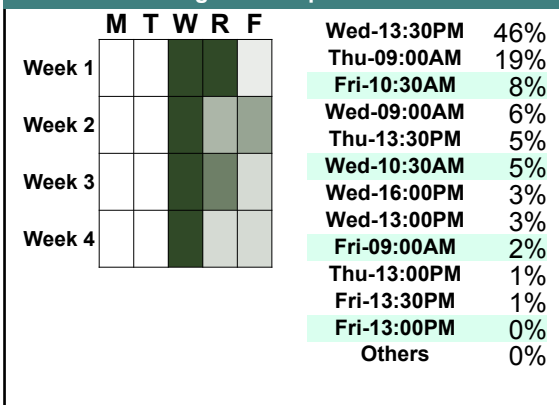 M T W R F
Week 1
Week 2
Week 3
Week 4
Wed-13:30PM 46%
Thu-09:00AM 19%
Fri-10:30AM 8%
Wed-09:00AM 6%
Thu-13:30PM 5%
Wed-10:30AM 5%
Wed-16:00PM 3%
Wed-13:00PM 3%
Fri-09:00AM 2%
Thu-13:00PM 1%
Fri-13:30PM 1%
Fri-13:00PM 0%
Others 0%